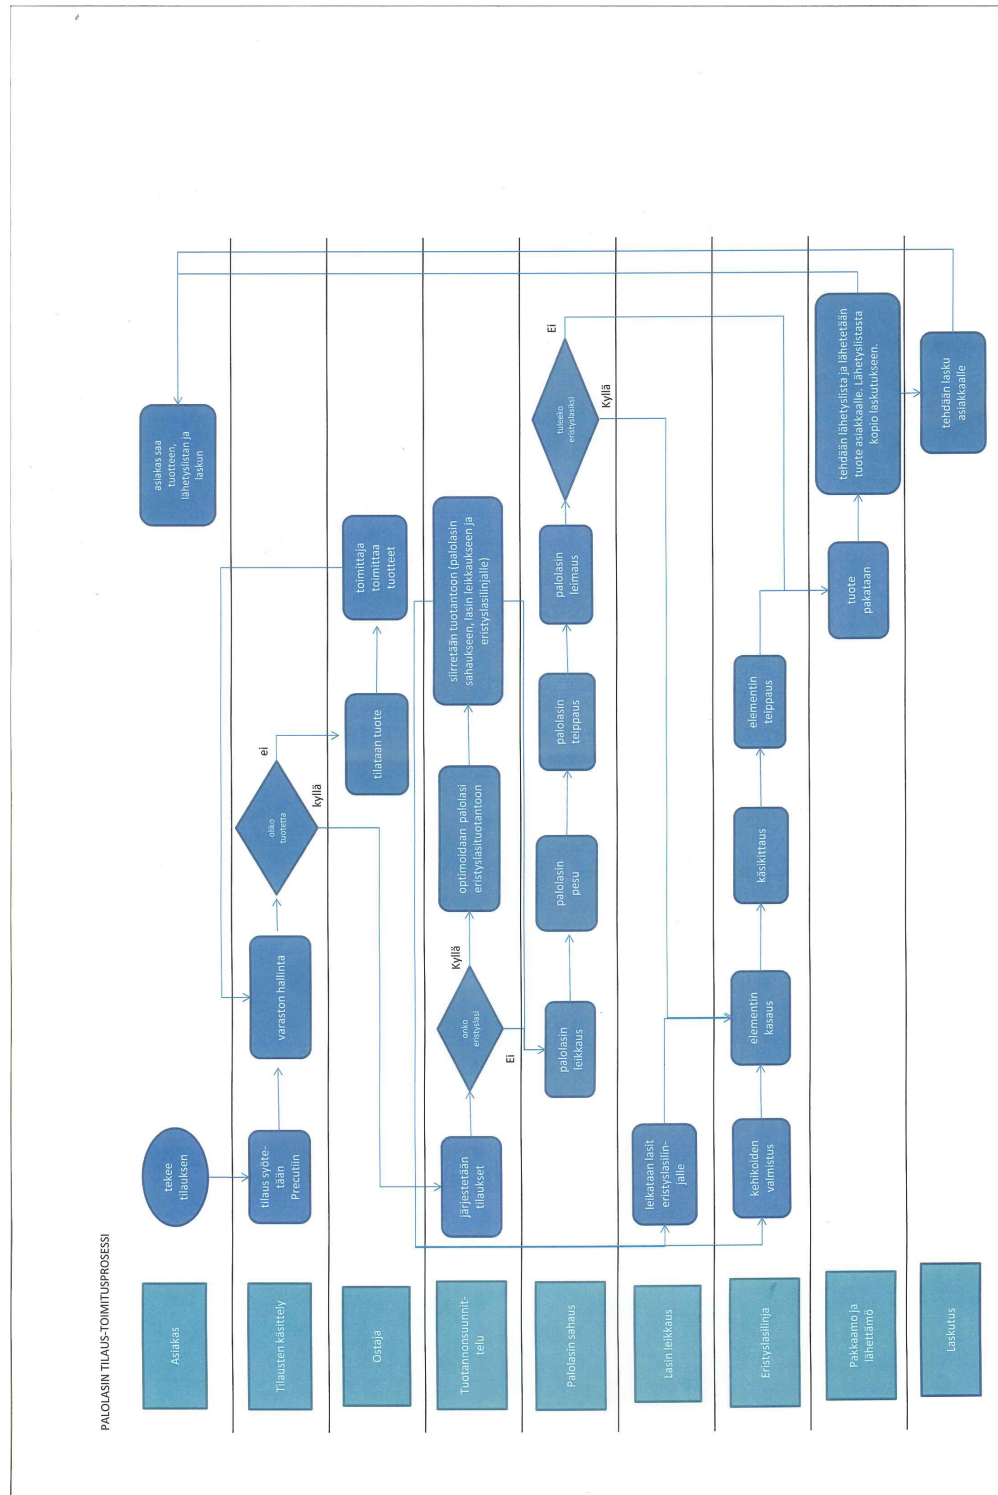 PALOLASIN TILAUS-TOIMITUSPROSESSI
Asiakas
tekee
tilauksen
asiakas saa
tuotteen,
lähetyslistan ja
laskun
Tilausten käsittely
tilaus syöte-
tään
Precutiin
varaston hallinta
oliko
tuotetta
ei
kyllä
Ostaja
tilataan tuote
toimittaja
toimittaa
tuotteet
Tuotannonsuunnit-
telu
järjestetään
tilaukset
onko
eristyslasi
Kyllä
Ei
optimoidaan palolasi
eristyslasituotantoon
siirretään tuotantoon (palolasin
sahaukseen, lasin leikkaukseen ja
eristyslasilinjalle)
Palolasin sahaus
palolasin
leikkaus
palolasin
pesu
palolasin
teippaus
palolasin
leimaus
tuleeko
eristyslasiksi
Ei
Kyllä
Lasin leikkaus
leikataan lasit
eristyslasilin-
jalle
Eristyslasilinja
kehikoiden
valmistus
elementin
kasaus
käsikittaus
elementin
teippaus
Pakkaamo ja
lähettämö
tuote
pakataan
tehdään lähetyslista ja lähetetään
tuote asiakkaalle. Lähetyslistasta
kopio laskutukseen.
Laskutus
tehdään lasku
asiakkaalle